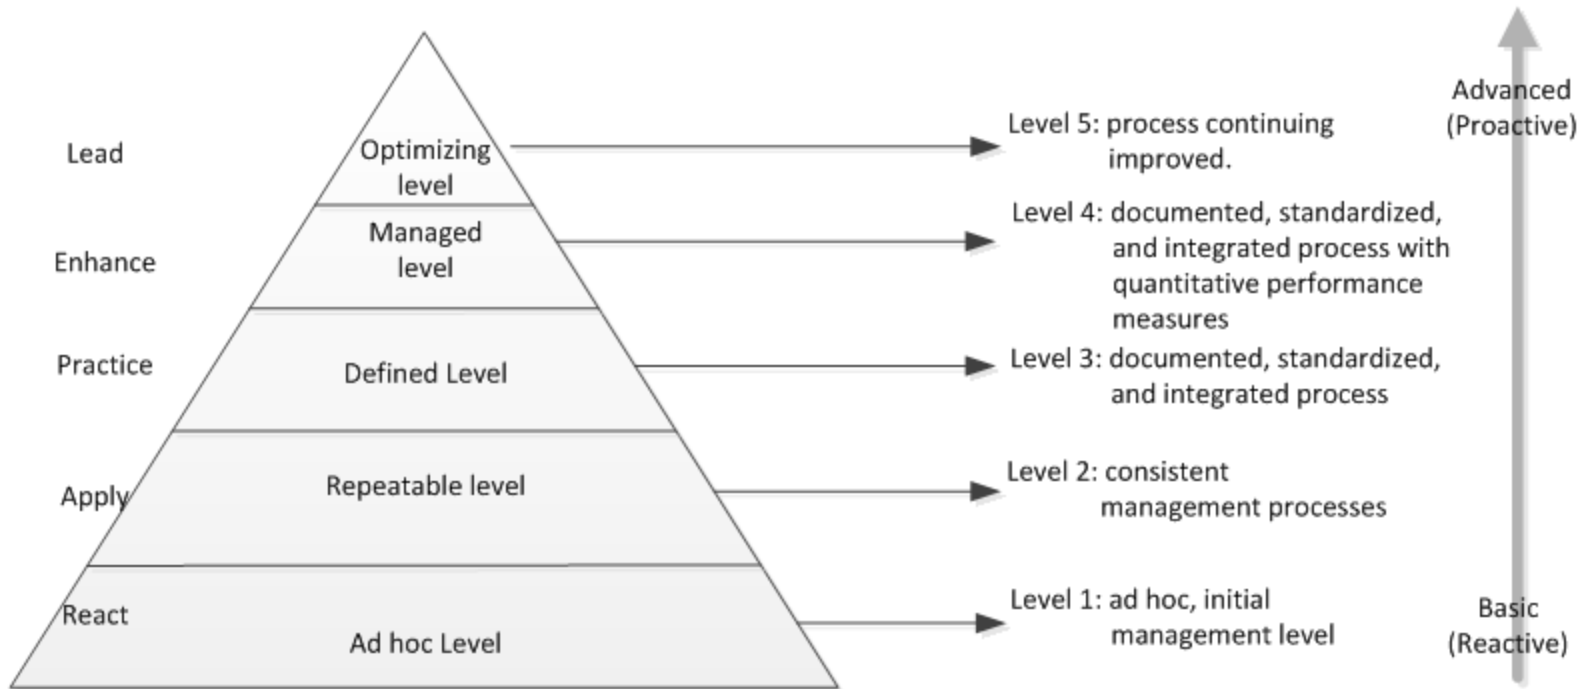 Lead
Enhance
Practice
Apply
React
Optimizing
level
Managed
level
Defined Level
Repeatable level
Ad hoc Level
Level 5: process continuing
improved.
Level 4: documented, standardized,
and integrated process with
quantitative performance
measures
Level 3: documented, standardized,
and integrated process
Level 2: consistent
management processes
Level 1: ad hoc, initial
management level
Advanced
(Proactive)
Basic
(Reactive)